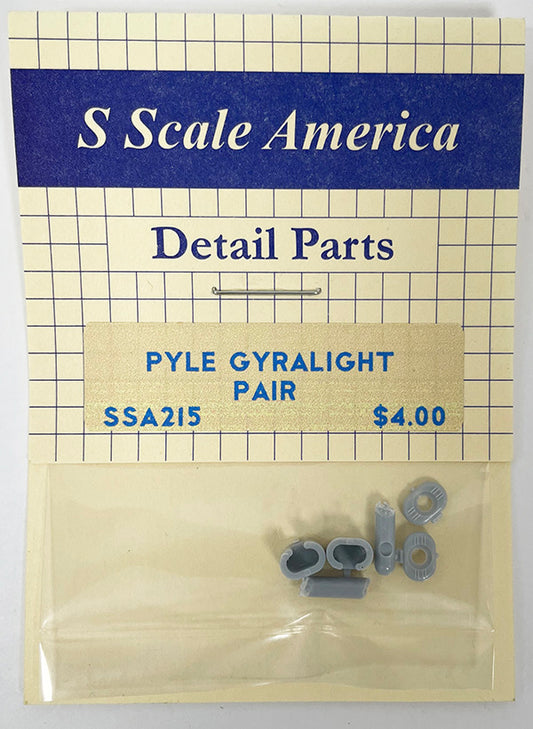 S Scale America
Detail Parts
PYLE GYRALIGHT
PAIR
SSA215 $4.00